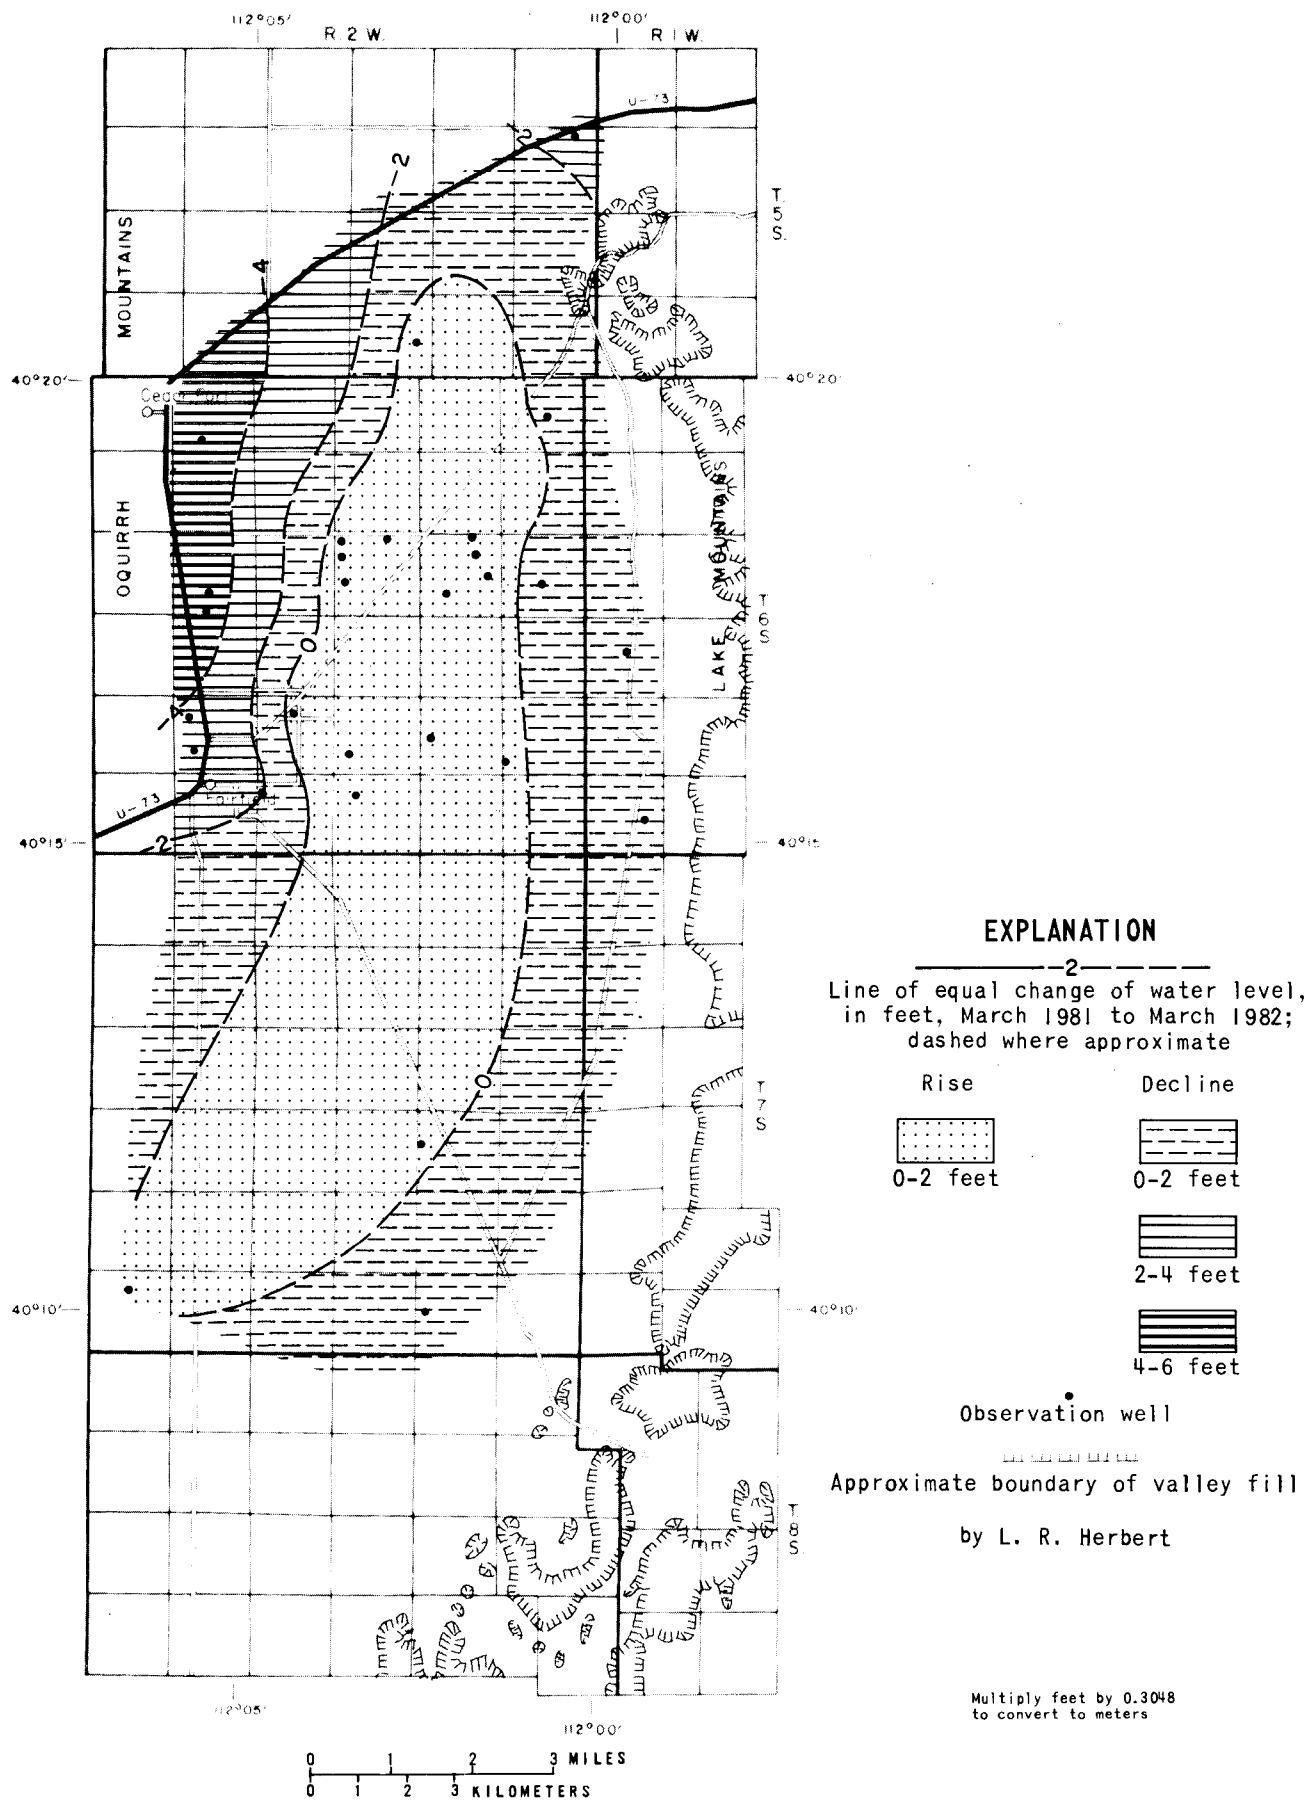 112°05′ 112°00′
R. 2 W. R 1 W.
U-73
2
2
T. 5 S.
MOUNTAINS
4
40°20′ 40°20′
Cedar Fort
OQUIRRH
LAKE MOUNTAINS
T 6 S
0
4
U-73
2
40°15′ 40°15
EXPLANATION
2
Line of equal change of water level,
in feet, March 1981 to March 1982;
dashed where approximate
Rise Decline
0
T 7 S
0-2 feet 0-2 feet
2-4 feet
40°10′ 40°10′
4-6 feet
Observation well
Approximate boundary of valley fill
T 8 S.
by L. R. Herbert
Multiply feet by 0.3048
to convert to meters
112°05′
112°00′
0 1 2 3 MILES
0 1 2 3 KILOMETERS